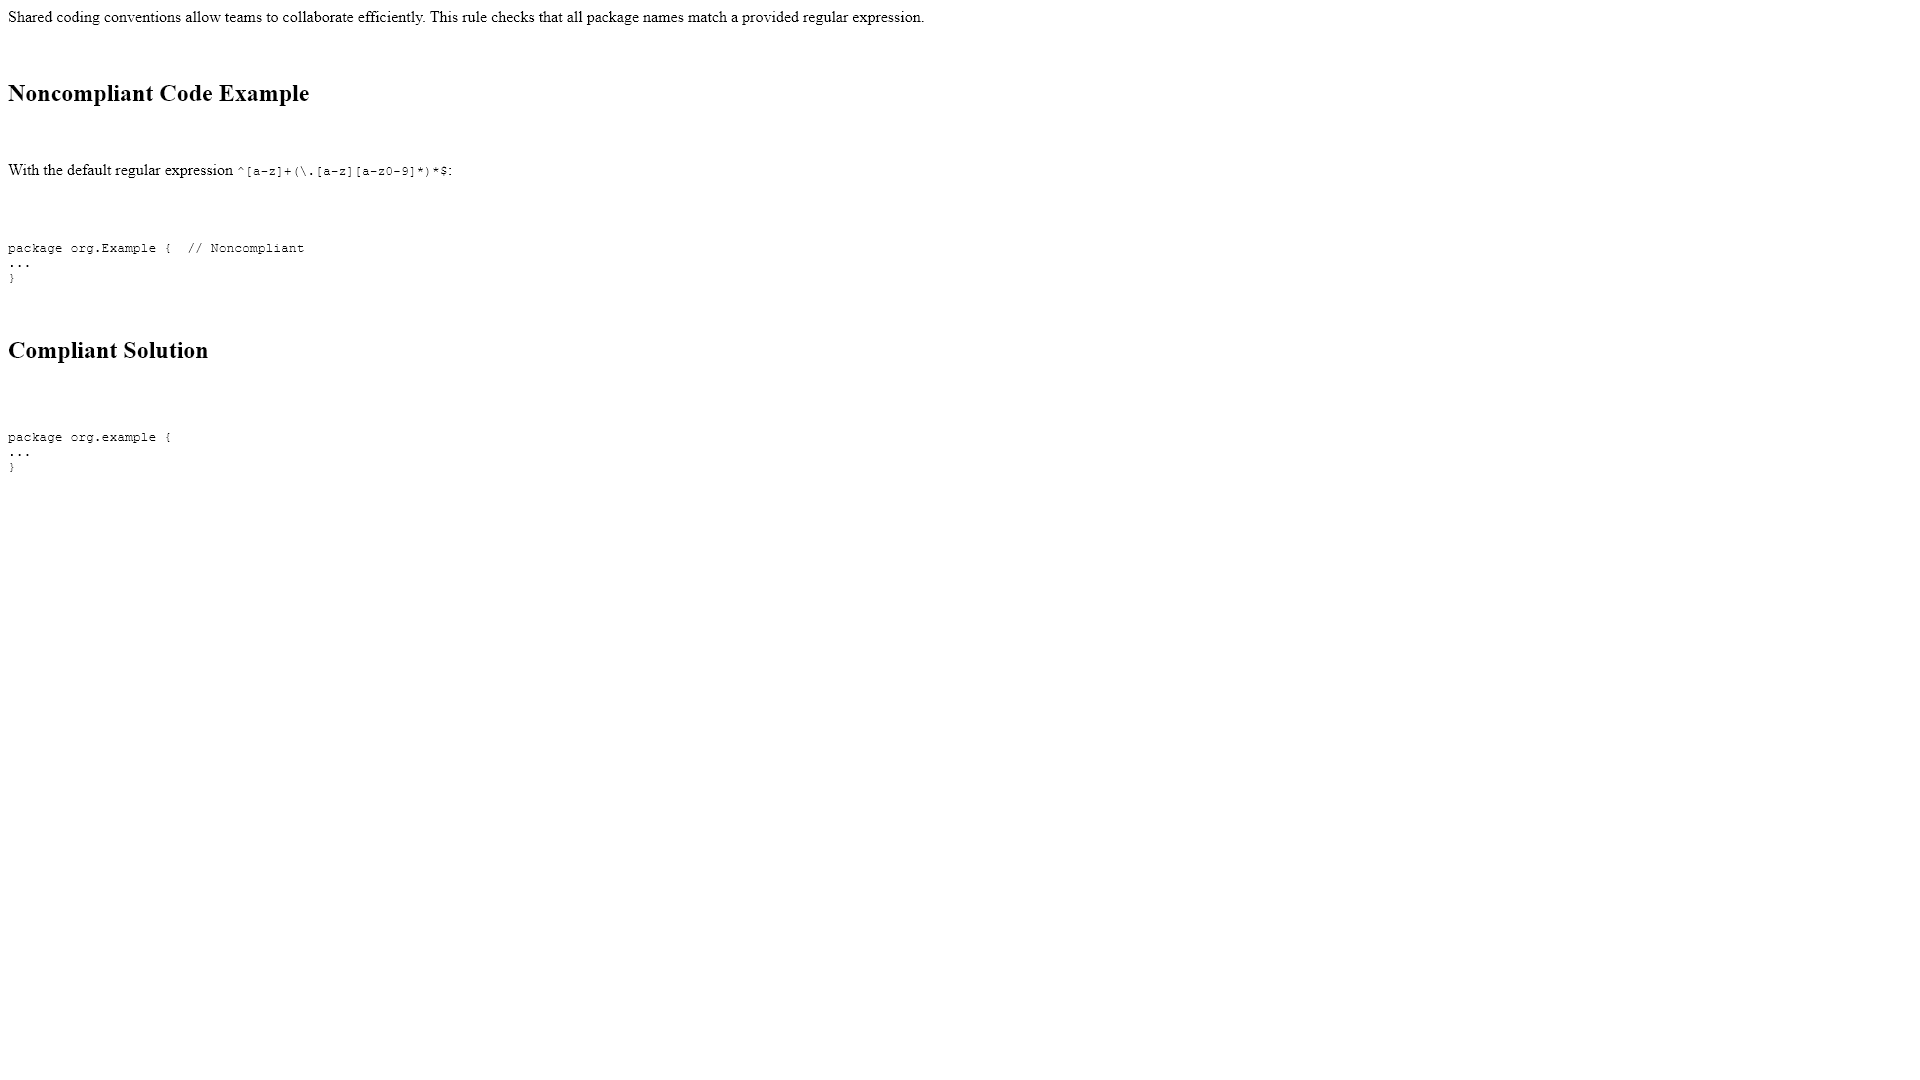 Shared coding conventions allow teams to collaborate efficiently. This rule checks that all package names match a provided regular expression.
Noncompliant Code Example
With the default regular expression ^[a-z]+(\.[a-z][a-z0-9]*)*$:
package org.Example {  // Noncompliant
...
}
Compliant Solution
package org.example {
...
}